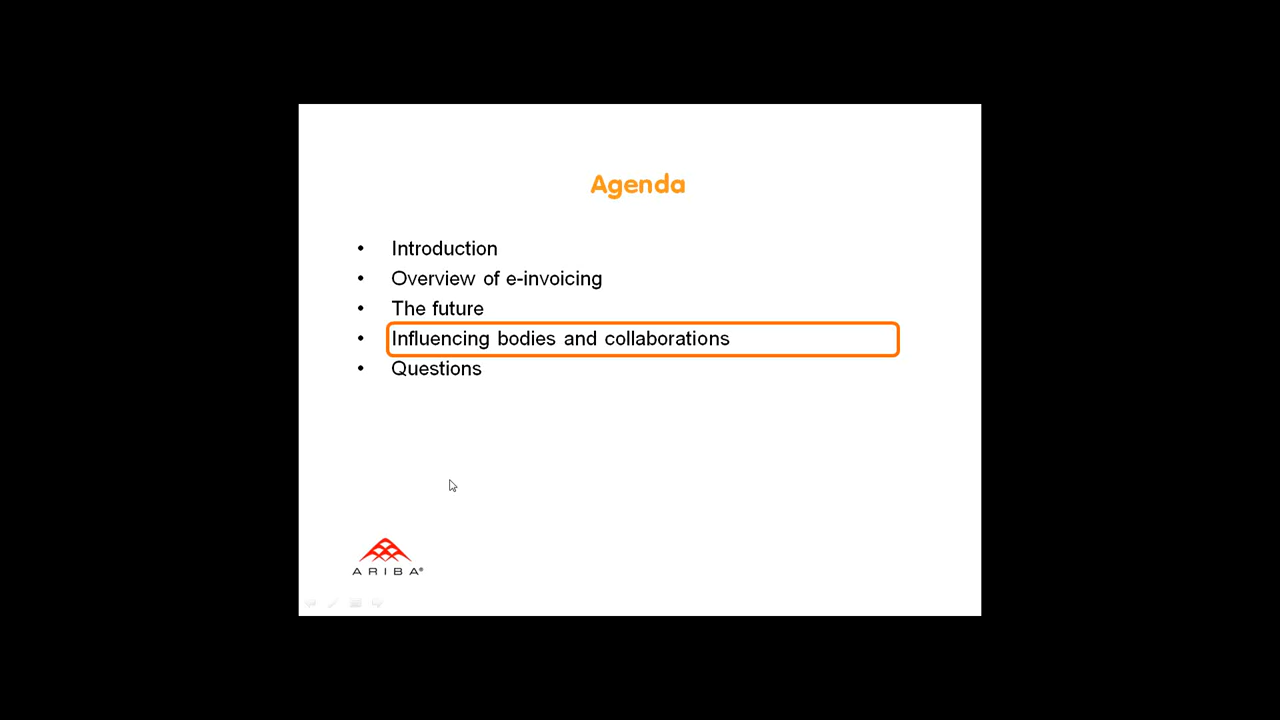 Agenda
• Introduction
• Overview of e-invoicing
• The future
• Influencing bodies and collaborations
• Questions
ARIBA®